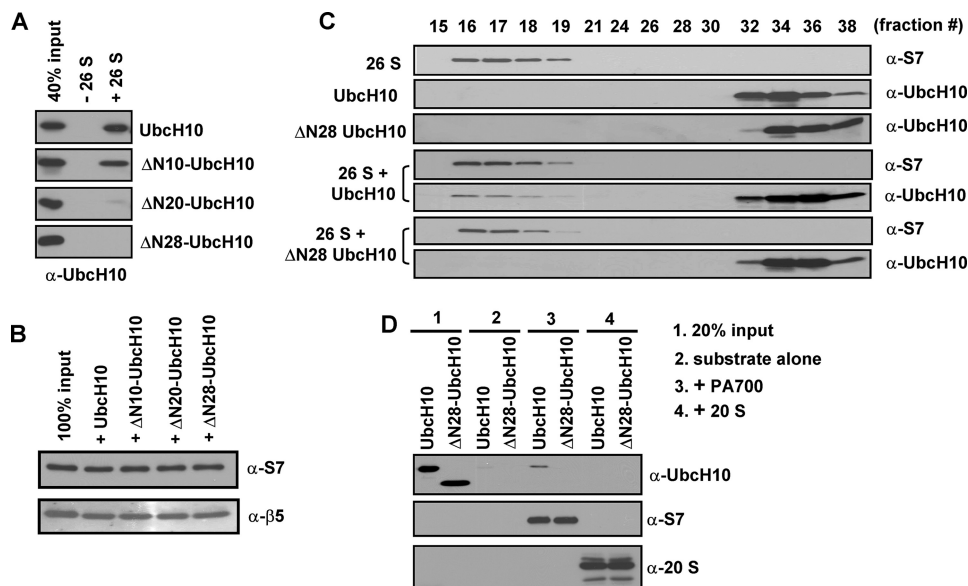 A
40% input
- 26 S
+ 26 S
UbcH10
ΔN10-UbcH10
ΔN20-UbcH10
ΔN28-UbcH10
α-UbcH10
B
100% input
+ UbcH10
+ ΔN10-UbcH10
+ ΔN20-UbcH10
+ ΔN28-UbcH10
α-S7
α-β5
C
15 16 17 18 19 21 24 26 28 30 32 34 36 38 (fraction #)
26 S α-S7
UbcH10 α-UbcH10
ΔN28 UbcH10 α-UbcH10
26 S + UbcH10
α-S7
α-UbcH10
26 S + ΔN28 UbcH10
α-S7
α-UbcH10
D
1 2 3 4
UbcH10
ΔN28-UbcH10
UbcH10
ΔN28-UbcH10
UbcH10
ΔN28-UbcH10
UbcH10
ΔN28-UbcH10
α-UbcH10
α-S7
α-20 S
1. 20% input
2. substrate alone
3. + PA700
4. + 20 S